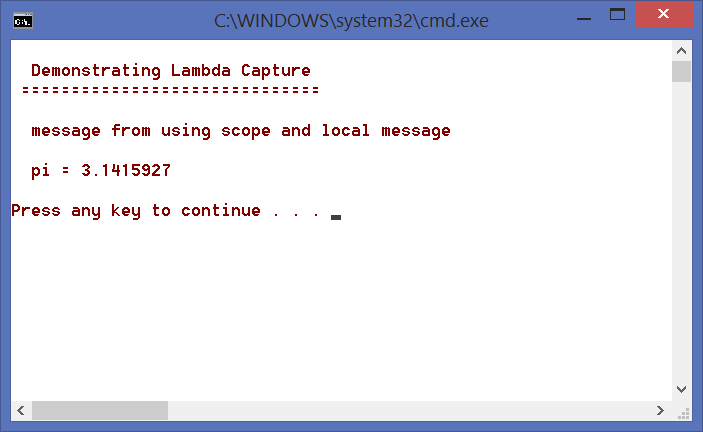 C:\WINDOWS\system32\cmd.exe
Demonstrating Lambda Capture
==============================
message from using scope and local message
pi = 3.1415927
Press any key to continue . . .